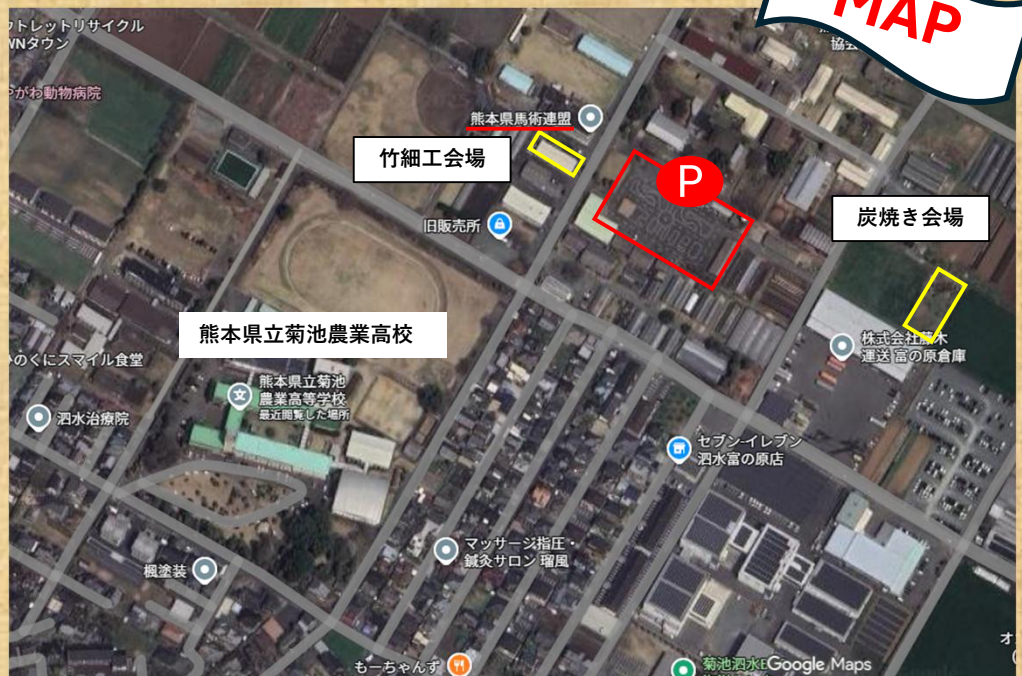 MAP
トレットリサイクル
WNタウン
がわ動物病院
協会
熊本県馬術連盟
竹細工会場
P
旧販売所
炭焼き会場
熊本県立菊池農業高校
株式会社藤木
運送 富の原倉庫
のくにスマイル食堂
熊本県立菊池
農業高等学校
最近閲覧した場所
文
泗水治療院
セブン-イレブン
泗水富の原店
マッサージ指圧・
鍼灸サロン 瑠風
楓塗装
もーちゃんず
菊池泗水
Google Maps
オ